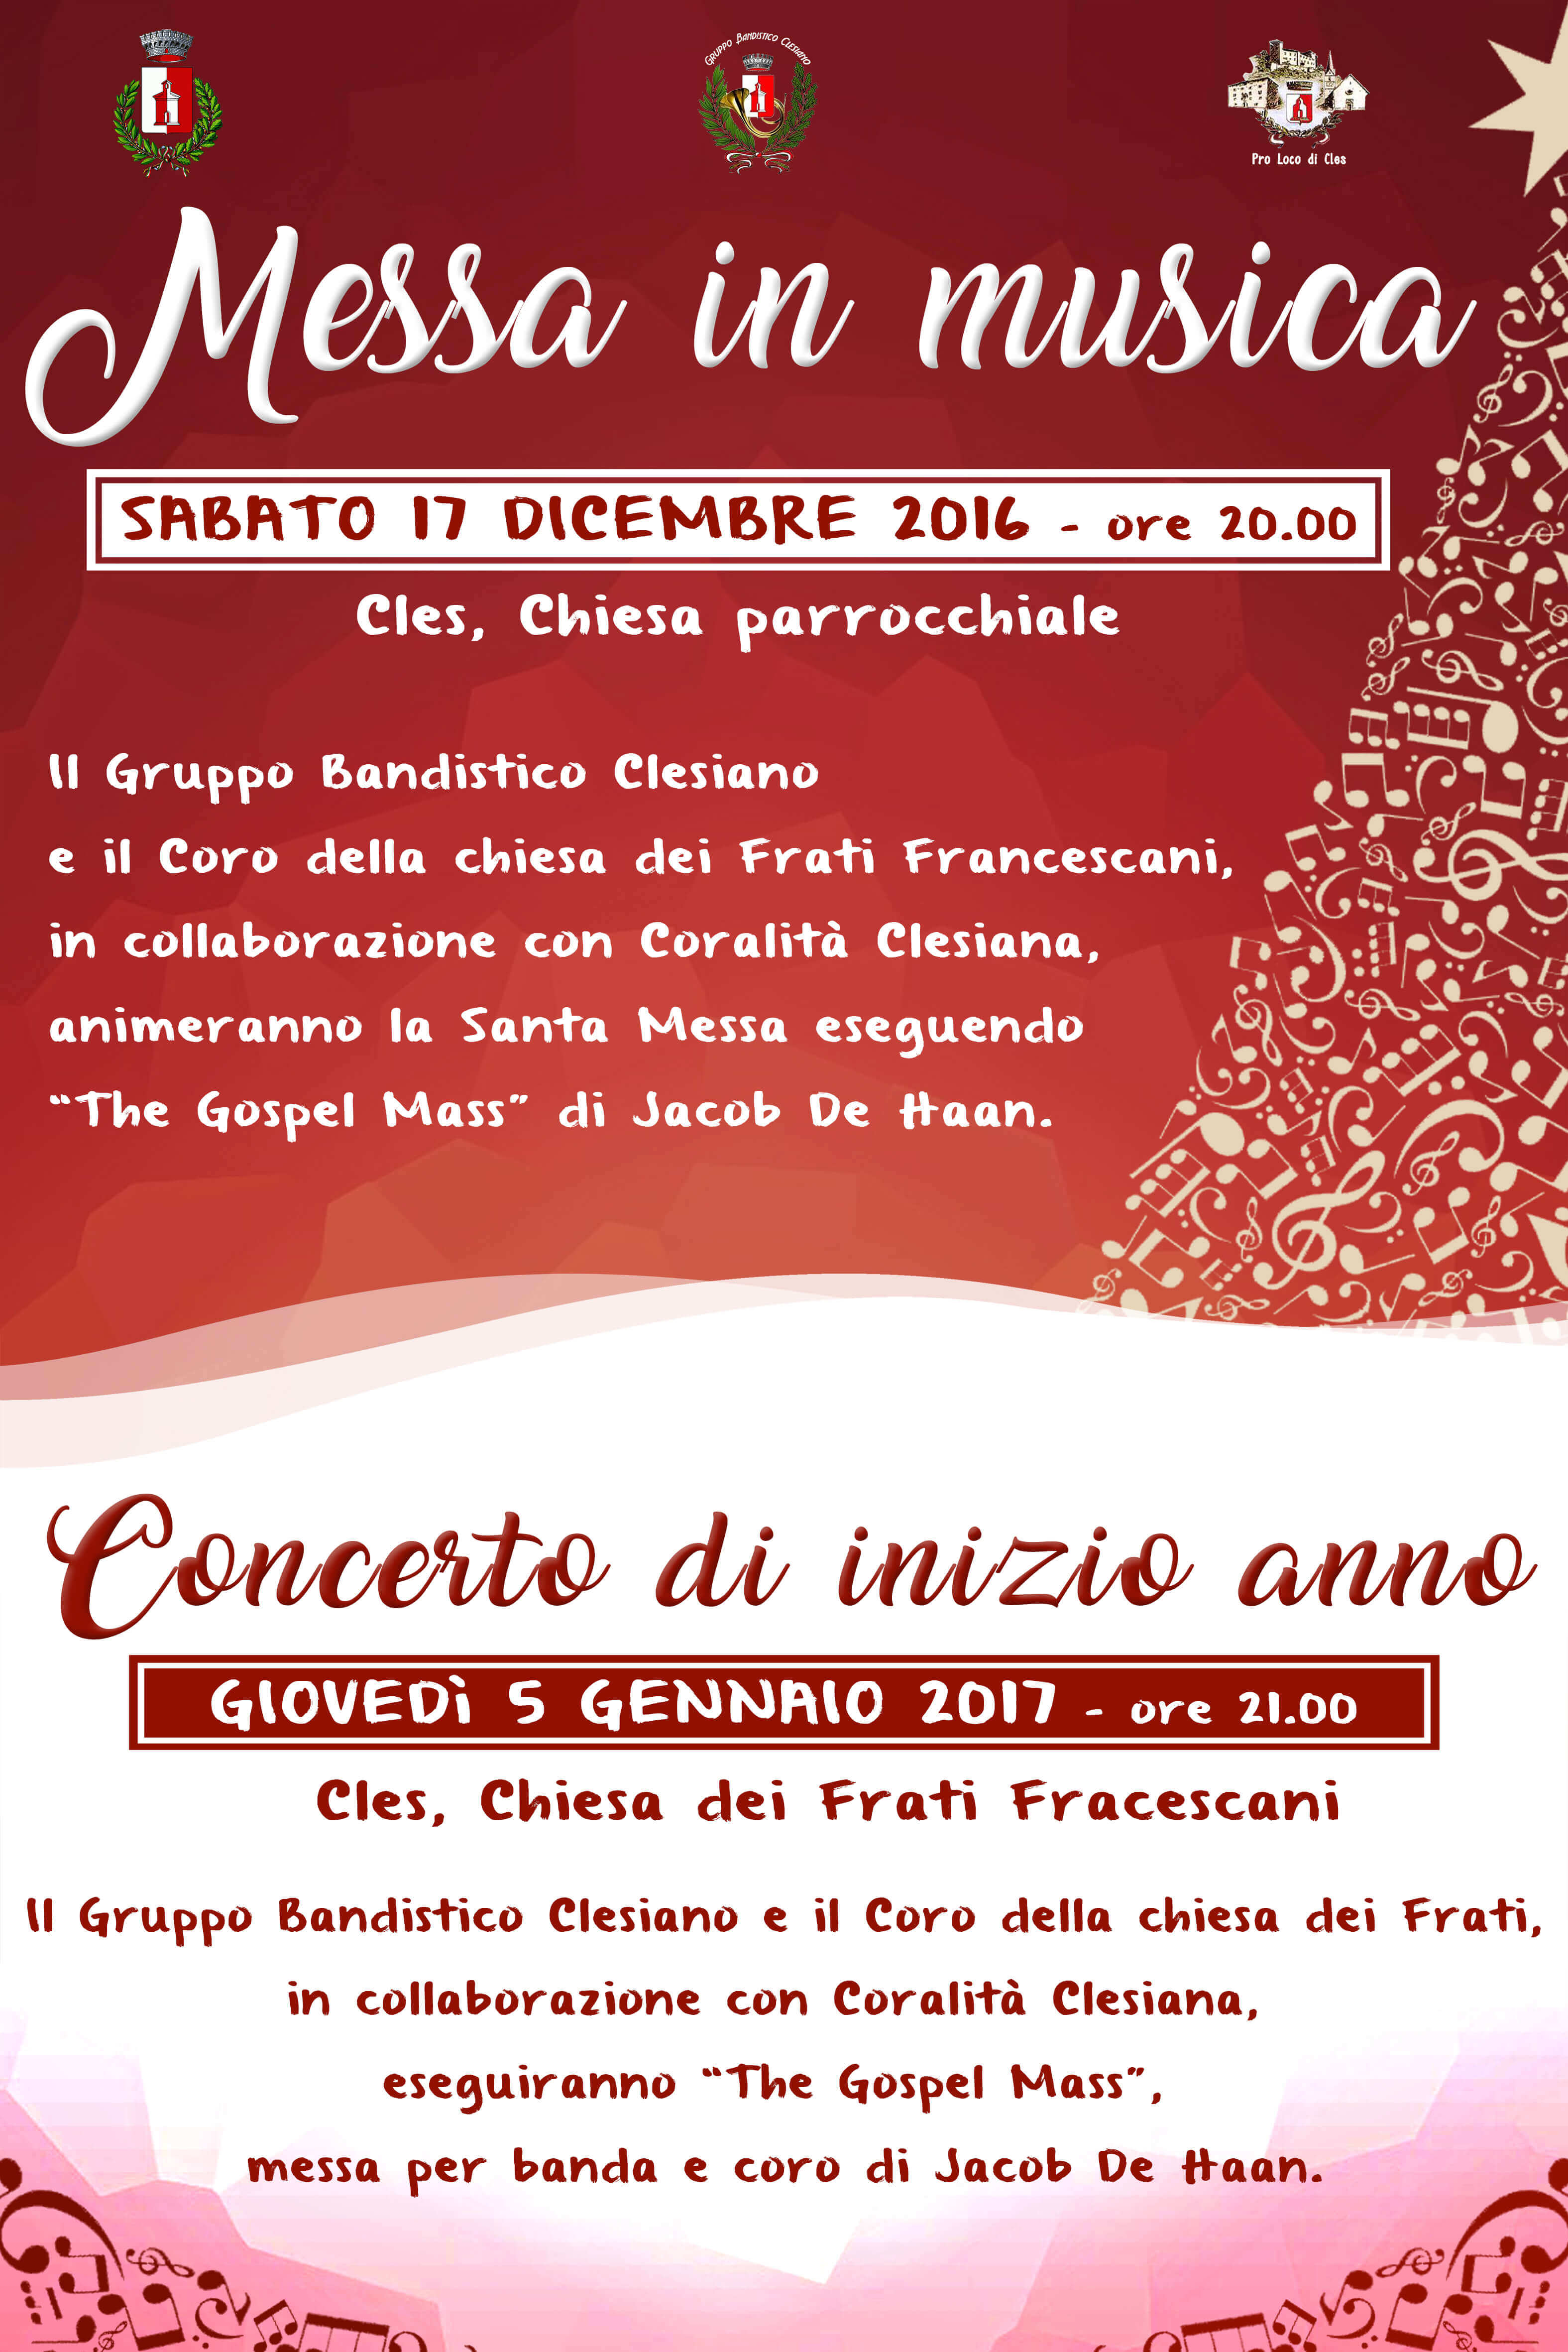 GRUPPO BANDISTICO CLESIANO
Pro Loco di Cles
Messa in musica
SABATO 17 DICEMBRE 2016 - ore 20.00
Cles, Chiesa parrocchiale
Il Gruppo Bandistico Clesiano
e il Coro della chiesa dei Frati Francescani,
in collaborazione con Coralità Clesiana,
animeranno la Santa Messa eseguendo
“The Gospel Mass” di Jacob De Haan.
Concerto di inizio anno
GIOVEDÌ 5 GENNAIO 2017 - ore 21.00
Cles, Chiesa dei Frati Fracescani
Il Gruppo Bandistico Clesiano e il Coro della chiesa dei Frati,
in collaborazione con Coralità Clesiana,
eseguiranno “The Gospel Mass”,
messa per banda e coro di Jacob De Haan.